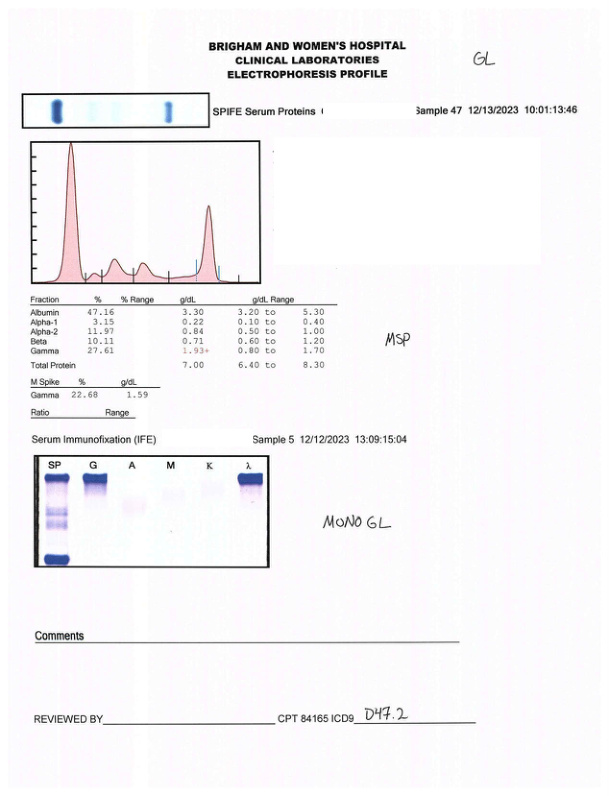 BRIGHAM AND WOMEN'S HOSPITAL
CLINICAL LABORATORIES
ELECTROPHORESIS PROFILE
GL
SPIFE Serum Proteins Sample 47 12/13/2023 10:01:13:46
Fraction % % Range g/dL g/dL Range
Albumin 47.16 3.30 3.20 to 5.30
Alpha-1 3.15 0.22 0.10 to 0.40
Alpha-2 11.97 0.84 0.50 to 1.00
Beta 10.11 0.71 0.60 to 1.20
Gamma 27.61 1.93+ 0.80 to 1.70
Total Protein 7.00 6.40 to 8.30
MSP
M Spike % g/dL
Gamma 22.68 1.59
Ratio Range
Serum Immunofixation (IFE) Sample 5 12/12/2023 13:09:15:04
SP G A M K λ
MONO GL
Comments
REVIEWED BY CPT 84165 ICD9 D47.2